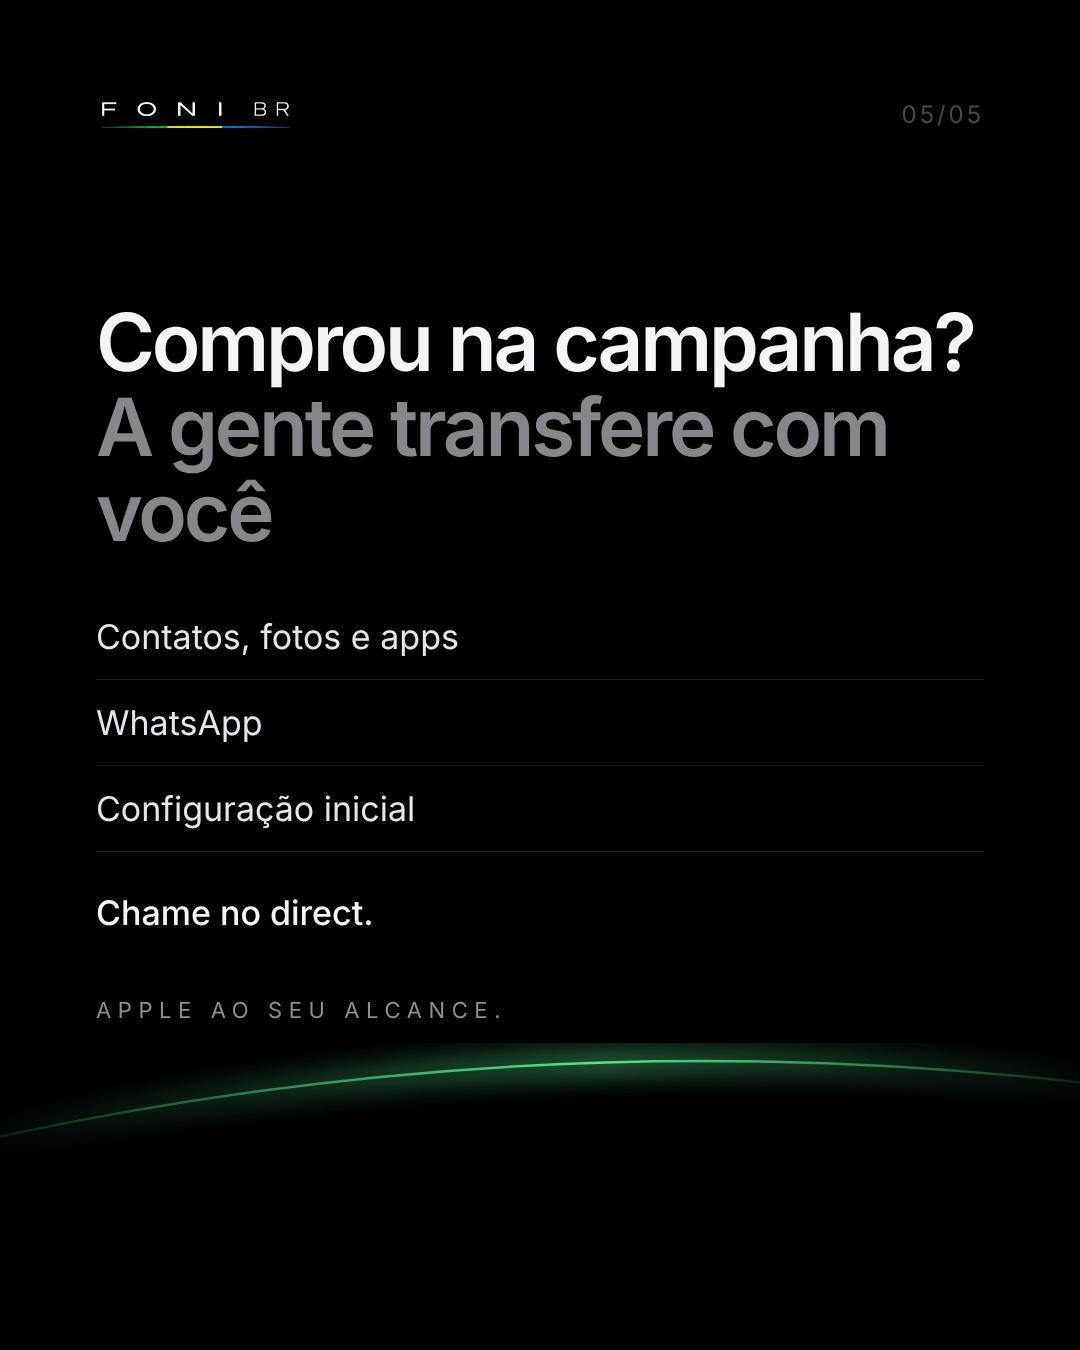 FONI BR
05/05
Comprou na campanha?
A gente transfere com
você
Contatos, fotos e apps
WhatsApp
Configuração inicial
Chame no direct.
APPLE AO SEU ALCANCE.